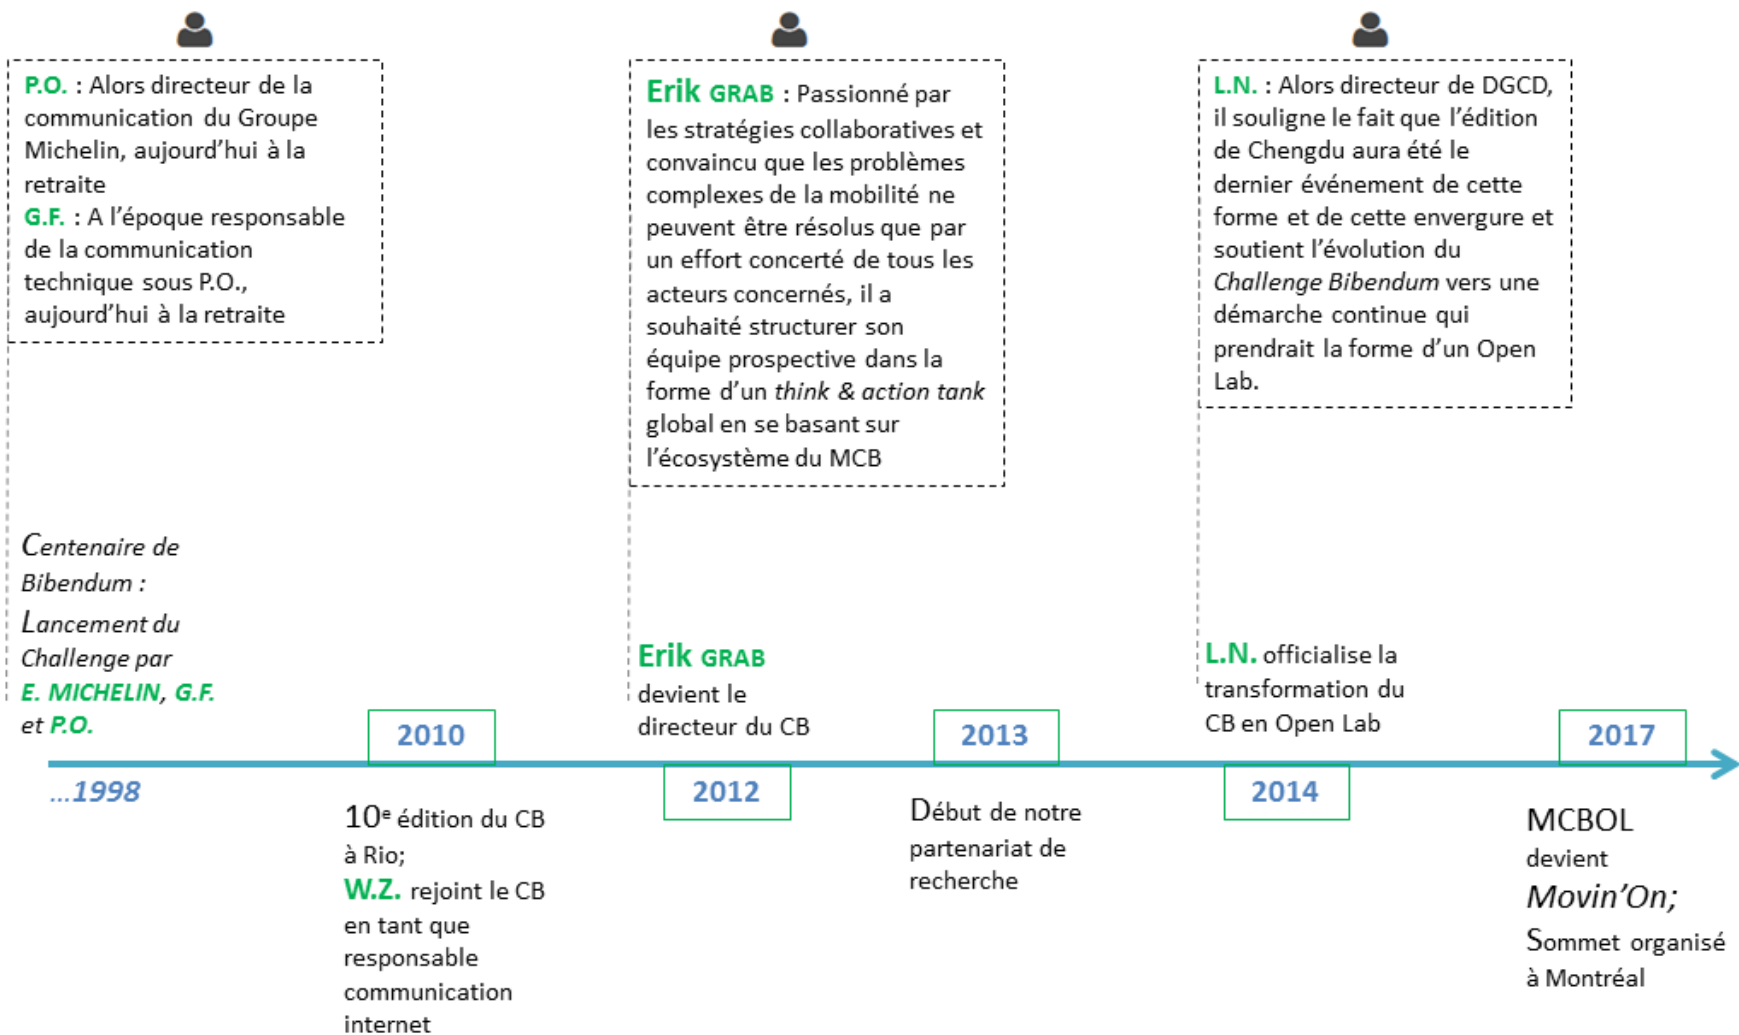 P.O. : Alors directeur de la
communication du Groupe
Michelin, aujourd’hui à la
retraite
G.F. : A l’époque responsable
de la communication
technique sous P.O.,
aujourd’hui à la retraite
Erik GRAB : Passionné par
les stratégies collaboratives et
convaincu que les problèmes
complexes de la mobilité ne
peuvent être résolus que par
un effort concerté de tous les
acteurs concernés, il a
souhaité structurer son
équipe prospective dans la
forme d’un think & action tank
global en se basant sur
l’écosystème du MCB
L.N. : Alors directeur de DGCD,
il souligne le fait que l’édition
de Chengdu aura été le
dernier événement de cette
forme et de cette envergure et
soutient l’évolution du
Challenge Bibendum vers une
démarche continue qui
prendrait la forme d’un Open
Lab.
Centenaire de
Bibendum :
Lancement du
Challenge par
E. MICHELIN, G.F.
et P.O.
...1998
2010
10e édition du CB
à Rio;
W.Z. rejoint le CB
en tant que
responsable
communication
internet
Erik GRAB
devient le
directeur du CB
2012
2013
Début de notre
partenariat de
recherche
L.N. officialise la
transformation du
CB en Open Lab
2014
2017
MCBOL
devient
Movin’On;
Sommet organisé
à Montréal